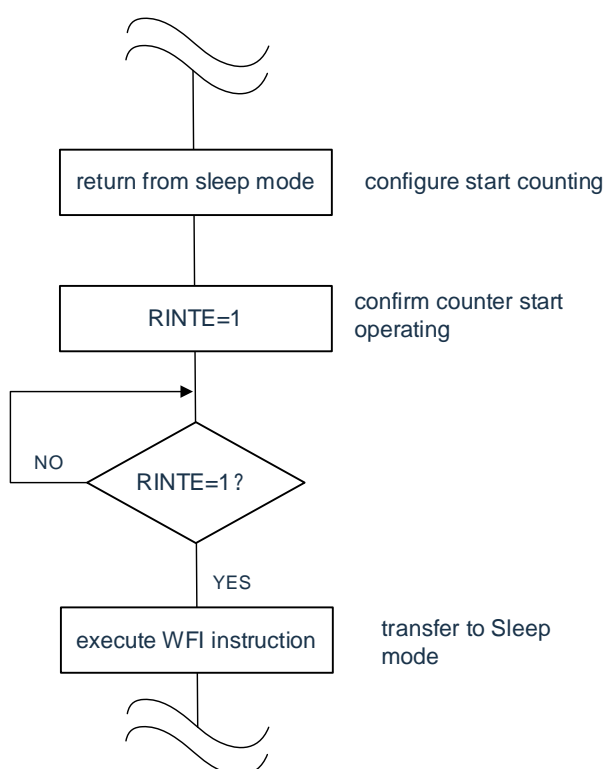 return from sleep mode
configure start counting
RINTE=1
confirm counter start
operating
NO
RINTE=1?
YES
execute WFI instruction
transfer to Sleep
mode